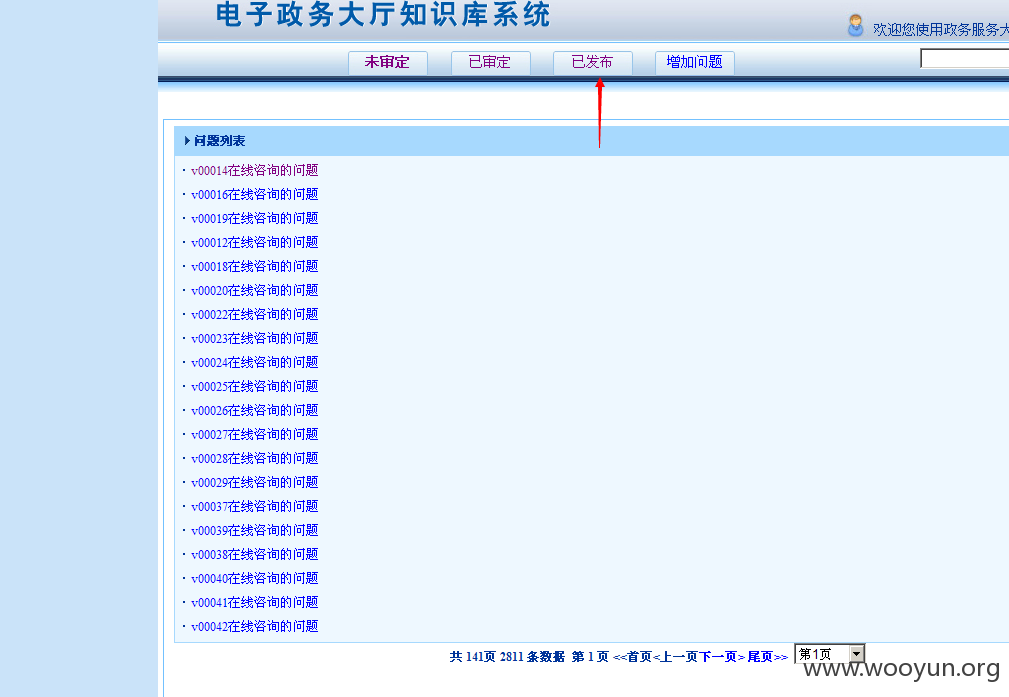 电子政务大厅知识库系统
欢迎您使用政务服务大
未审定 已审定 已发布 增加问题
问题列表
· v00014在线咨询的问题
· v00016在线咨询的问题
· v00019在线咨询的问题
· v00012在线咨询的问题
· v00018在线咨询的问题
· v00020在线咨询的问题
· v00022在线咨询的问题
· v00023在线咨询的问题
· v00024在线咨询的问题
· v00025在线咨询的问题
· v00026在线咨询的问题
· v00027在线咨询的问题
· v00028在线咨询的问题
· v00029在线咨询的问题
· v00037在线咨询的问题
· v00039在线咨询的问题
· v00038在线咨询的问题
· v00040在线咨询的问题
· v00041在线咨询的问题
· v00042在线咨询的问题
共 141页 2811 条数据 第 1 页 <<首页<上一页下一页> 尾页>> 第1页
www.wooyun.org